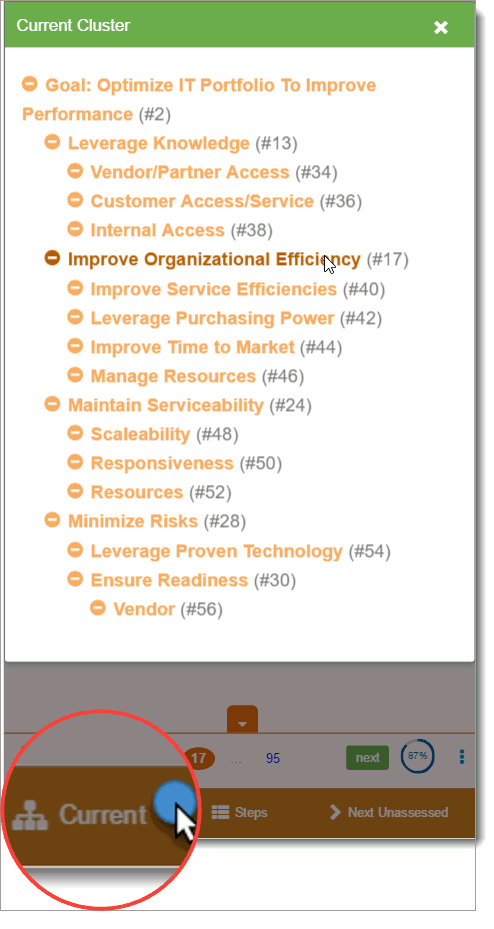 Current Cluster
Goal: Optimize IT Portfolio To Improve
Performance (#2)
Leverage Knowledge (#13)
Vendor/Partner Access (#34)
Customer Access/Service (#36)
Internal Access (#38)
Improve Organizational Efficiency (#17)
Improve Service Efficiencies (#40)
Leverage Purchasing Power (#42)
Improve Time to Market (#44)
Manage Resources (#46)
Maintain Serviceability (#24)
Scaleability (#48)
Responsiveness (#50)
Resources (#52)
Minimize Risks (#28)
Leverage Proven Technology (#54)
Ensure Readiness (#30)
Vendor (#56)
17 ... 95 next 87%
Current Steps Next Unassessed